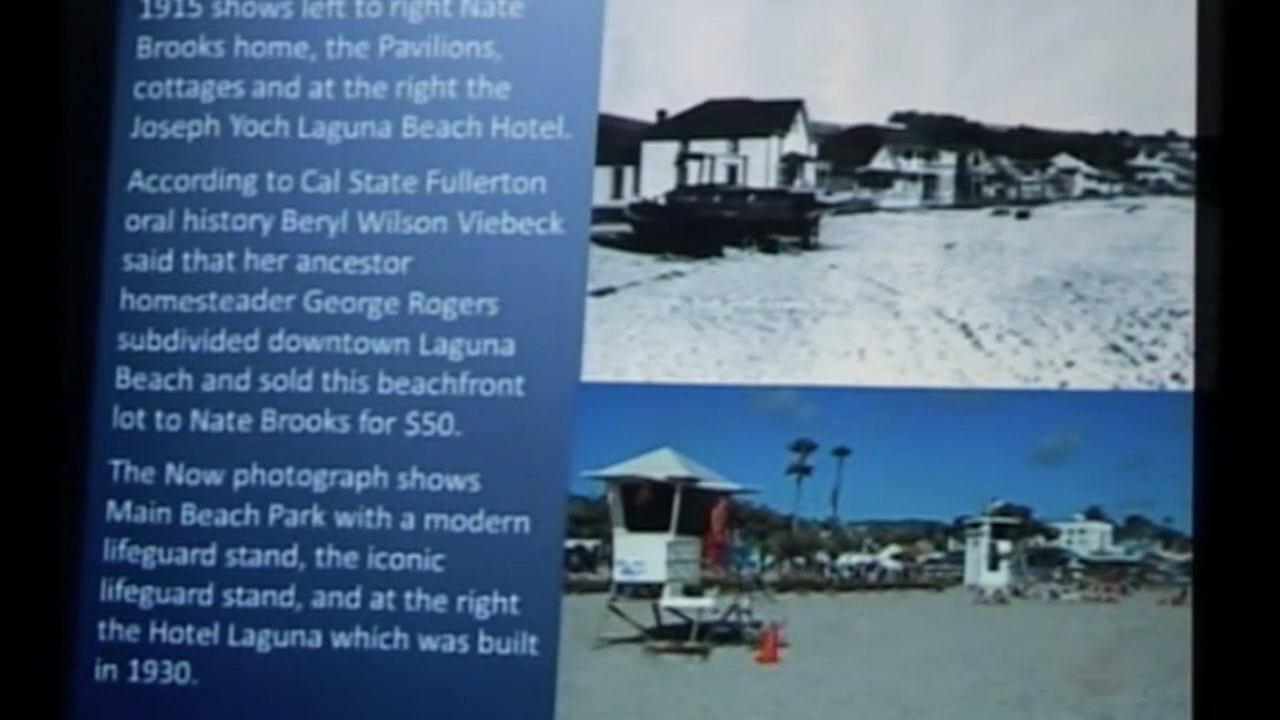 1915 shows left to right Nate
Brooks home, the Pavilions,
cottages and at the right the
Joseph Yoch Laguna Beach Hotel.
According to Cal State Fullerton
oral history Beryl Wilson Viebeck
said that her ancestor
homesteader George Rogers
subdivided downtown Laguna
Beach and sold this beachfront
lot to Nate Brooks for $50.
The Now photograph shows
Main Beach Park with a modern
lifeguard stand, the iconic
lifeguard stand, and at the right
the Hotel Laguna which was built
in 1930.